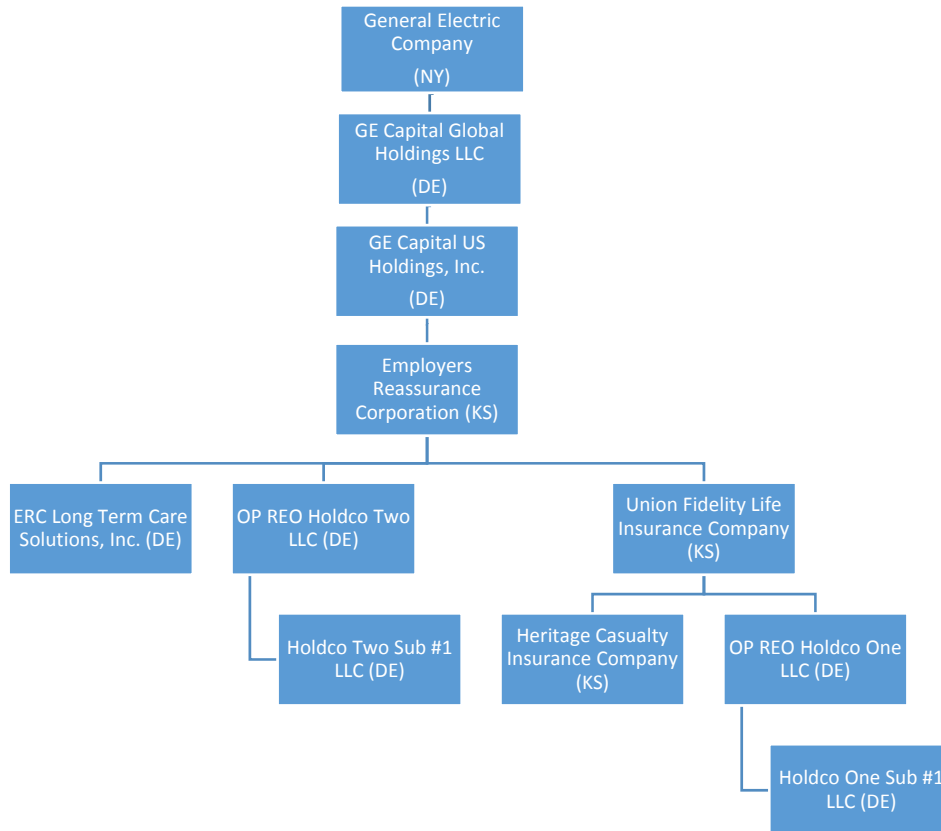 General Electric
Company
(NY)
GE Capital Global
Holdings LLC
(DE)
GE Capital US
Holdings, Inc.
(DE)
Employers
Reassurance
Corporation (KS)
ERC Long Term Care
Solutions, Inc. (DE)
OP REO Holdco Two
LLC (DE)
Union Fidelity Life
Insurance Company
(KS)
Holdco Two Sub #1
LLC (DE)
Heritage Casualty
Insurance Company
(KS)
OP REO Holdco One
LLC (DE)
Holdco One Sub #1
LLC (DE)